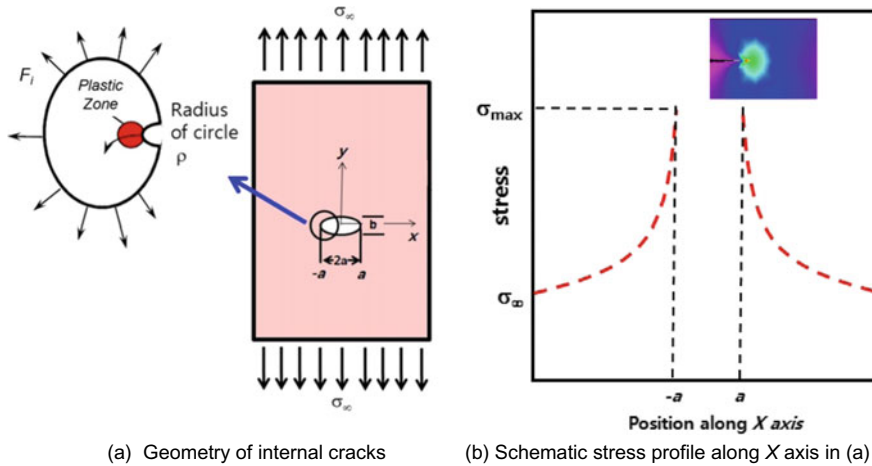 σ∞
F i
Plastic
Zone
Radius
of circle
ρ
y
b
x
2a
-a
a
σ∞
(a) Geometry of internal cracks
σmax
stress
σ∞
-a
a
Position along X axis
(b) Schematic stress profile along X axis in (a)